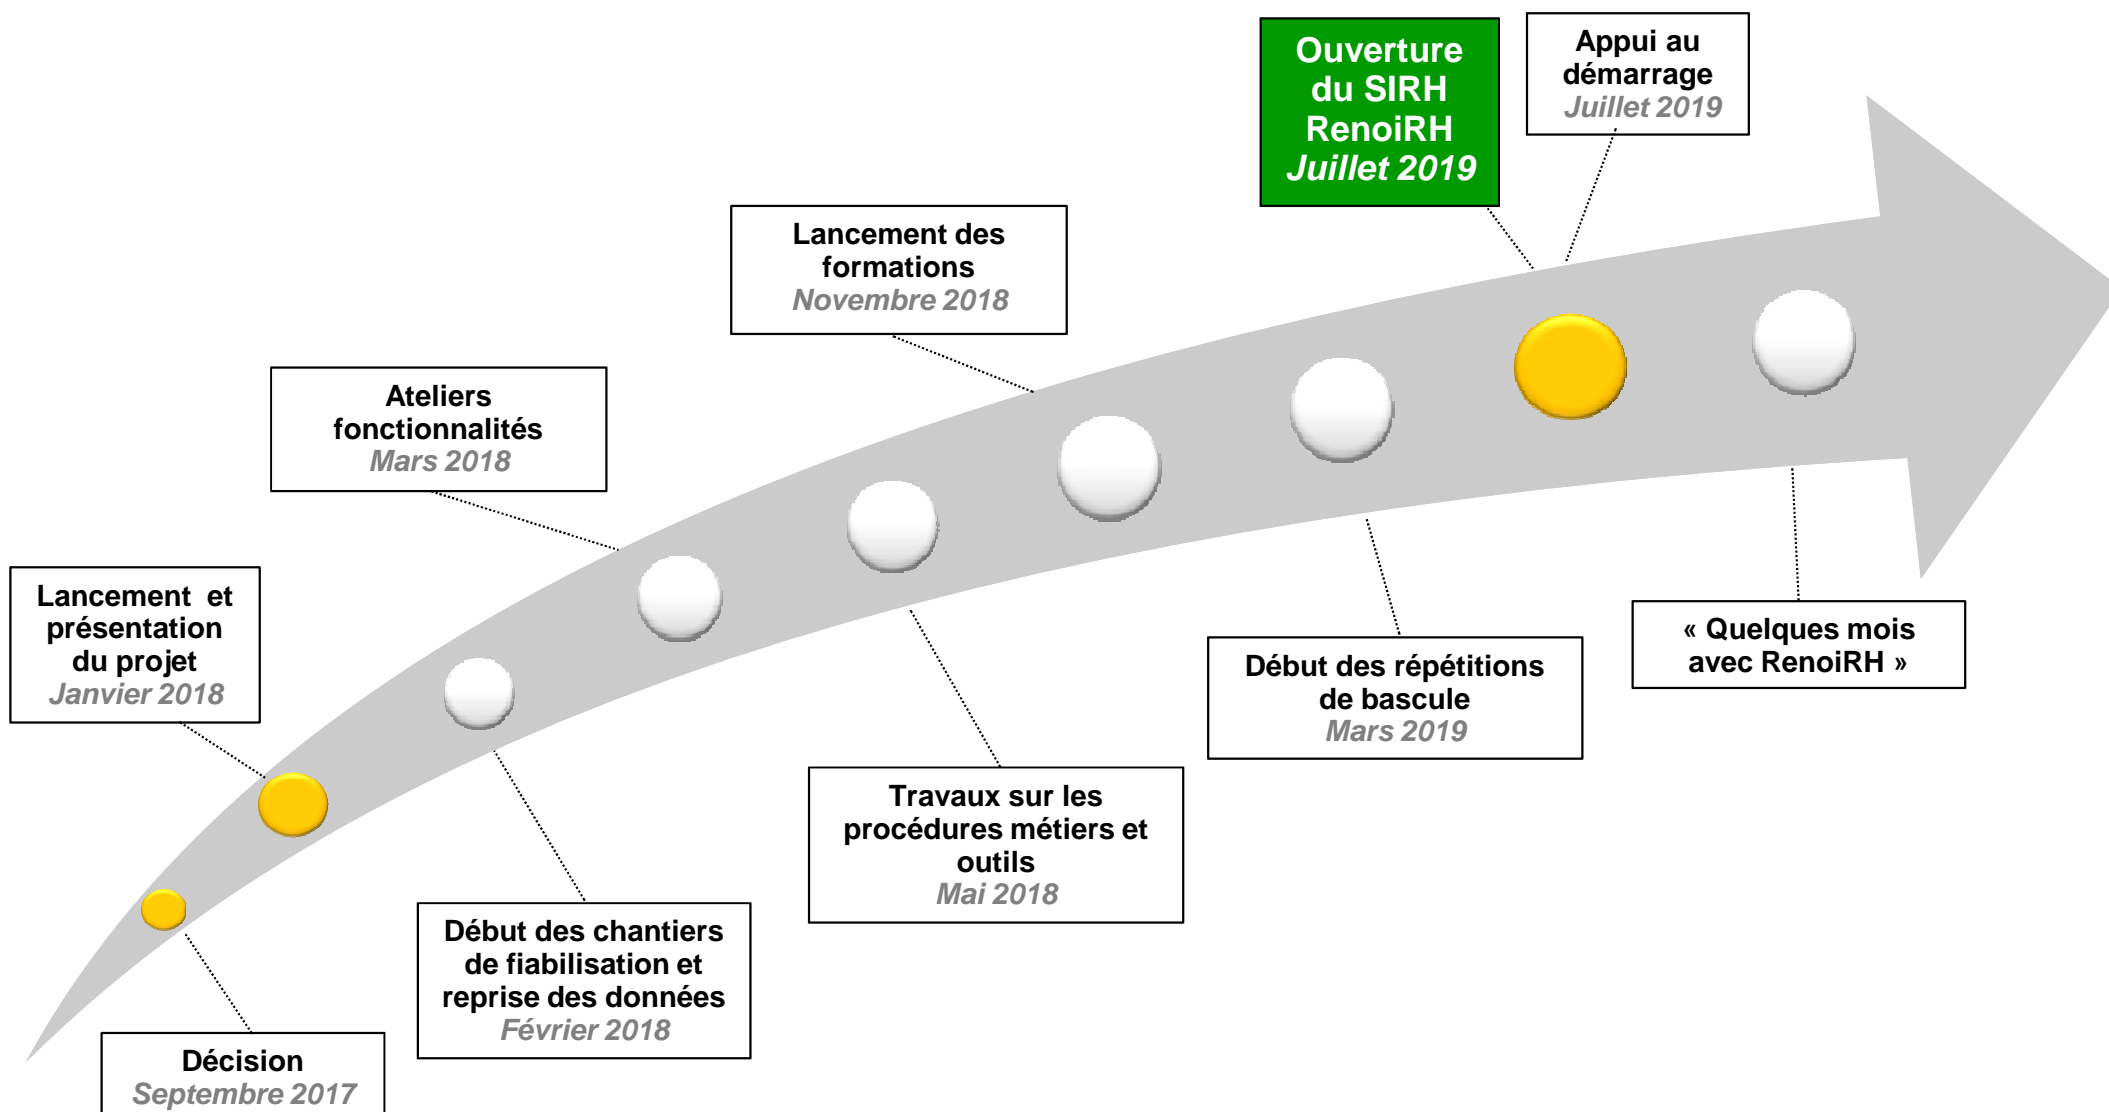 Ouverture
du SIRH
RenoiRH
Juillet 2019
Appui au
démarrage
Juillet 2019
Lancement des
formations
Novembre 2018
Ateliers
fonctionnalités
Mars 2018
Lancement et
présentation
du projet
Janvier 2018
« Quelques mois
avec RenoiRH »
Début des répétitions
de bascule
Mars 2019
Travaux sur les
procédures métiers et
outils
Mai 2018
Début des chantiers
de fiabilisation et
reprise des données
Février 2018
Décision
Septembre 2017